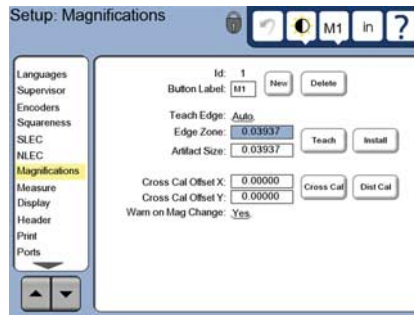 Setup: Magnifications
M1 in ?
Languages
Supervisor
Encoders
Squareness
SLEC
NLEC
Magnifications
Measure
Display
Header
Print
Ports
Id: 1
Button Label: M1 New Delete
Teach Edge: Auto.
Edge Zone: 0.03937
Artifact Size: 0.03937
Teach Install
Cross Cal Offset X: 0.00000
Cross Cal Offset Y: 0.00000
Cross Cal Dist Cal
Warn on Mag Change: Yes.